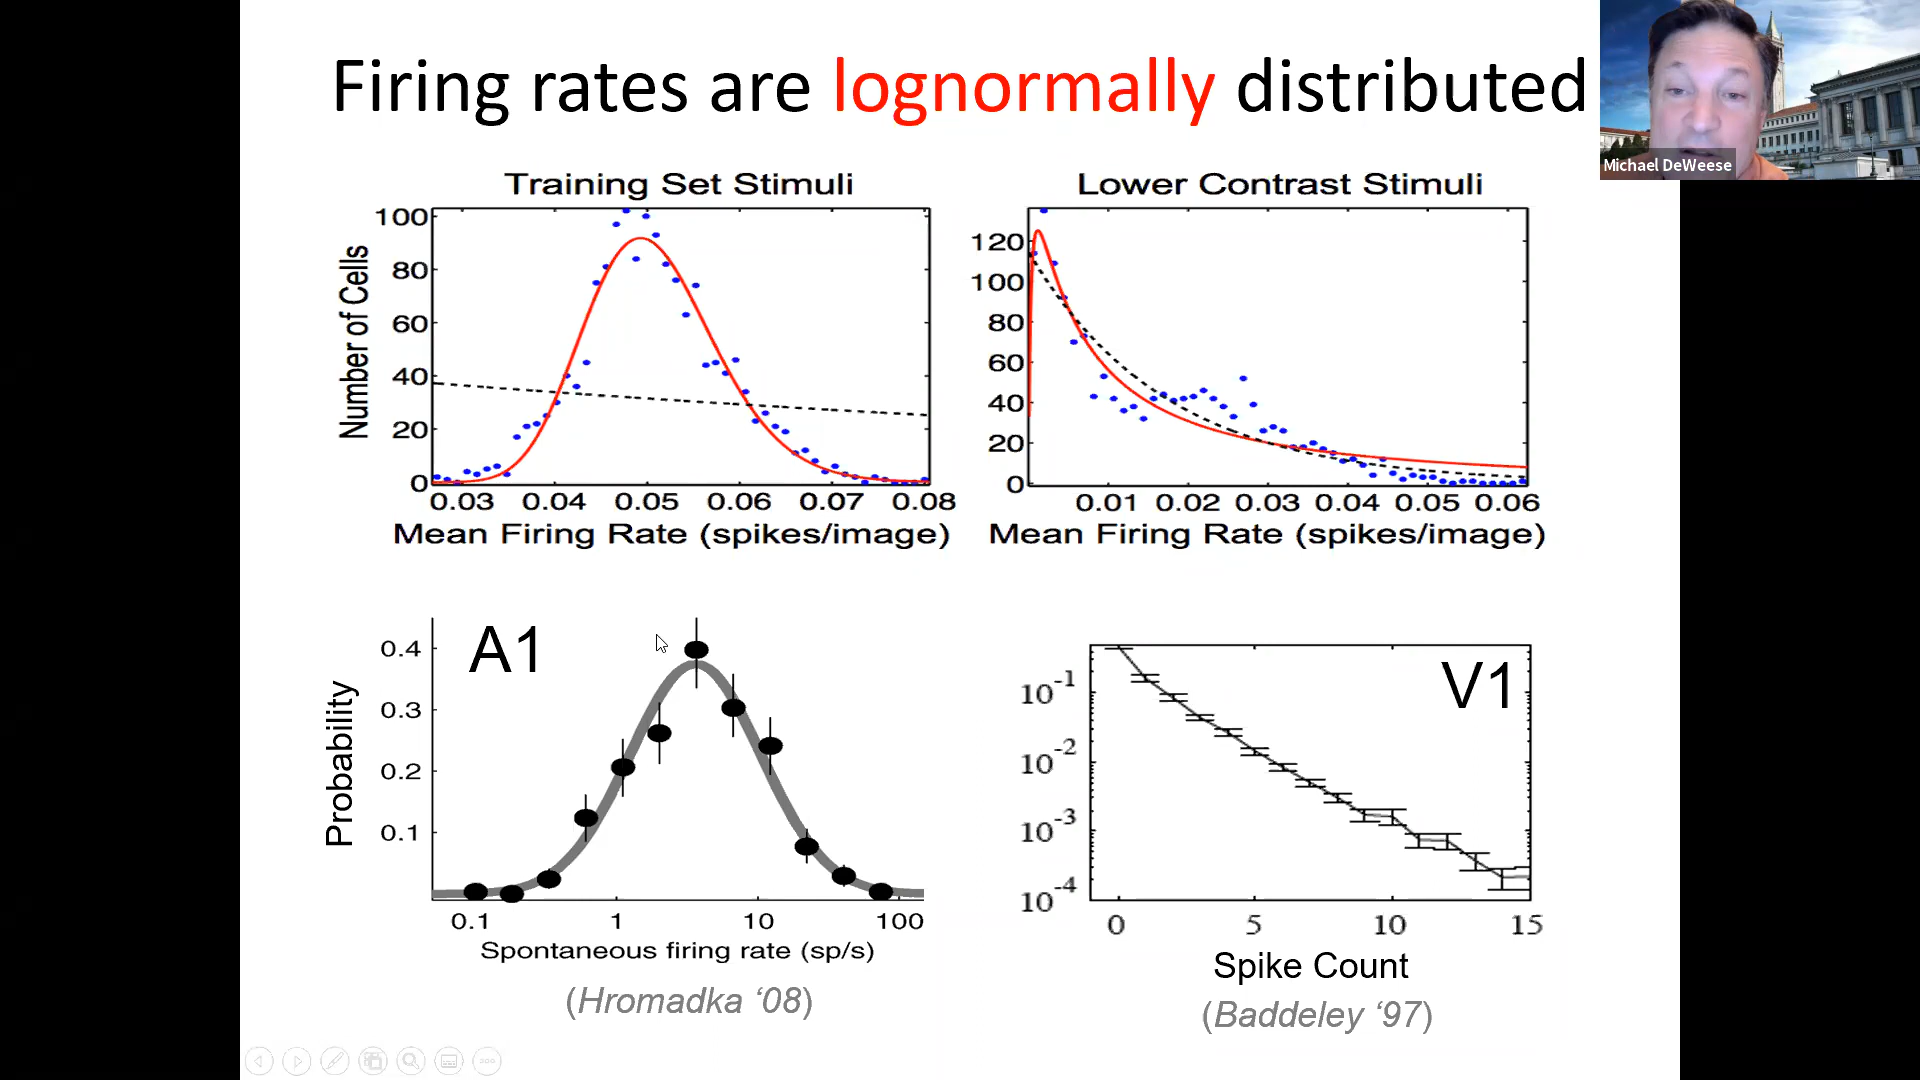 Firing rates are lognormally distributed
Michael DeWeese
Training Set Stimuli
Number of Cells
100
80
60
40
20
0
0.03 0.04 0.05 0.06 0.07 0.08
Mean Firing Rate (spikes/image)
Lower Contrast Stimuli
120
100
80
60
40
20
0
0.01 0.02 0.03 0.04 0.05 0.06
Mean Firing Rate (spikes/image)
A1
Probability
0.4
0.3
0.2
0.1
0.1 1 10 100
Spontaneous firing rate (sp/s)
(Hromadka ‘08)
V1
10-1
10-2
10-3
10-4
0 5 10 15
Spike Count
(Baddeley ‘97)